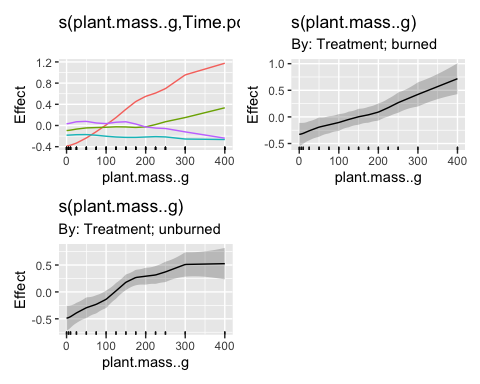 s(plant.mass..g,Time.po
Effect
1.2
0.8
0.4
0.0
-0.4
0
100
200
300
400
plant.mass..g
s(plant.mass..g)
By: Treatment; burned
Effect
1.0
0.5
0.0
-0.5
0
100
200
300
400
plant.mass..g
s(plant.mass..g)
By: Treatment; unburned
Effect
0.5
0.0
-0.5
0
100
200
300
400
plant.mass..g